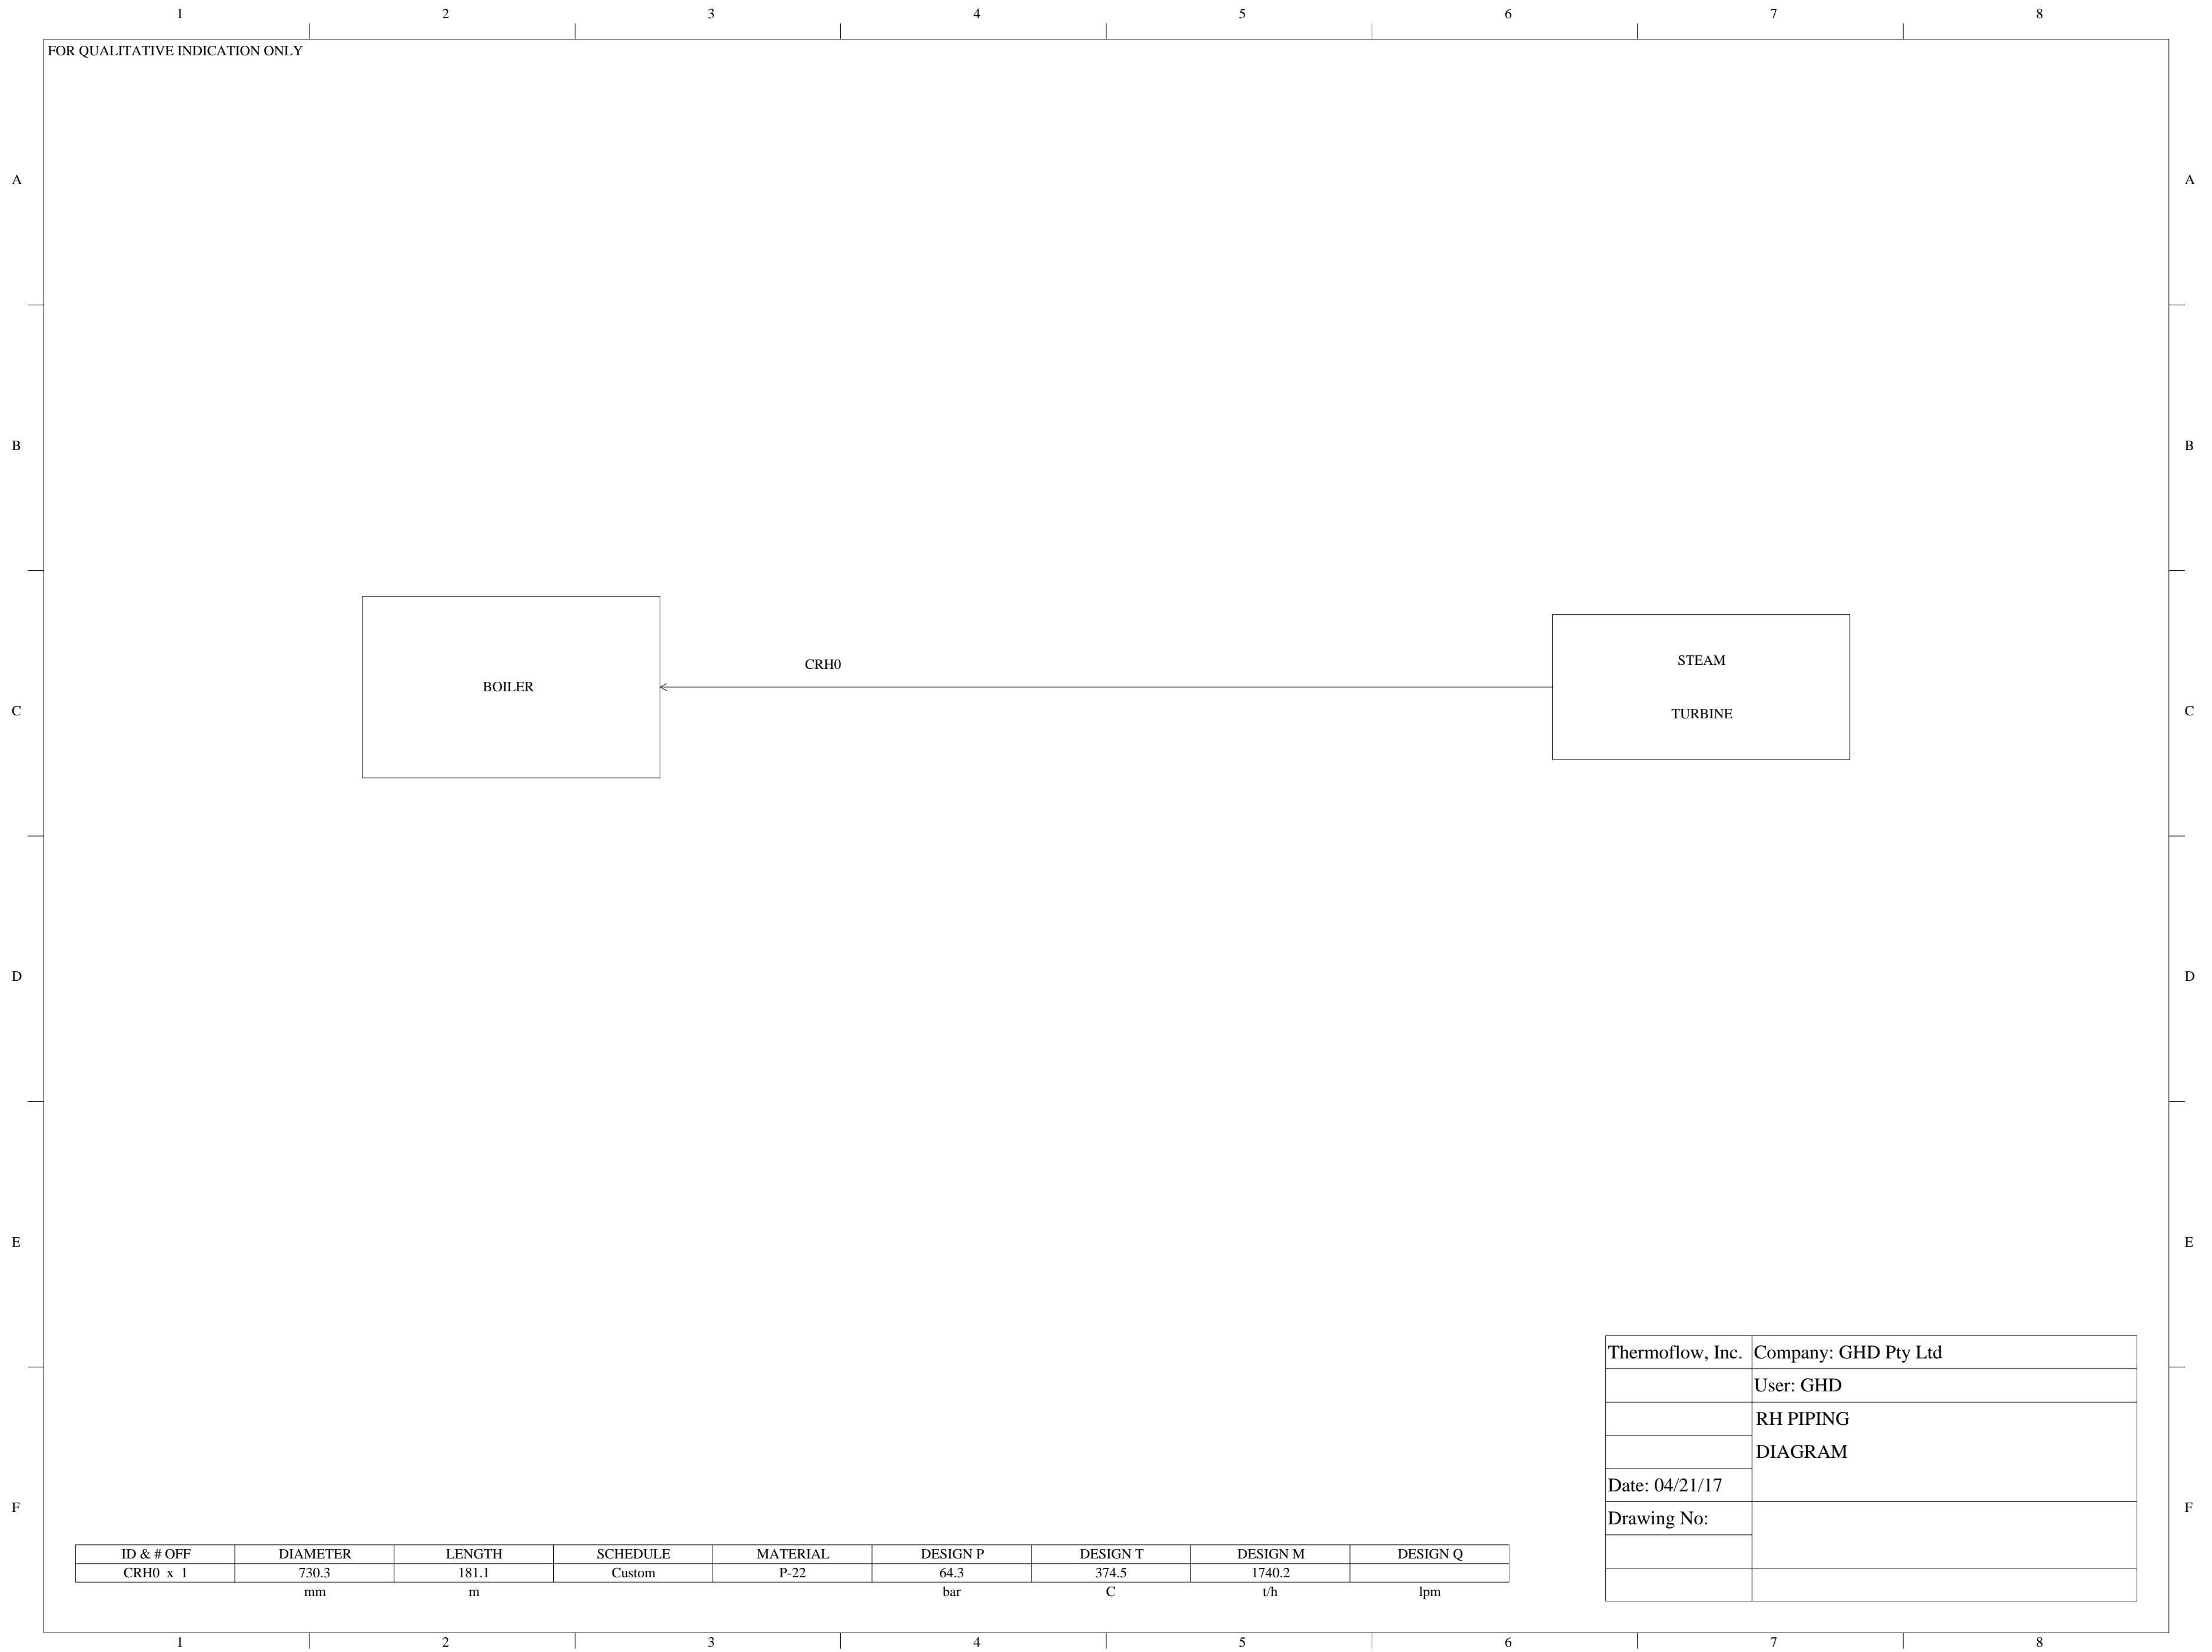 1 2 3 4 5 6 7 8
FOR QUALITATIVE INDICATION ONLY
A A
B B
CRH0
STEAM
BOILER
C C
TURBINE
D D
E E
Thermoflow, Inc. Company: GHD Pty Ltd
User: GHD
RH PIPING
DIAGRAM
Date: 04/21/17
F F
Drawing No:
ID & # OFF DIAMETER LENGTH SCHEDULE MATERIAL DESIGN P DESIGN T DESIGN M DESIGN Q
CRH0 x 1 730.3 181.1 Custom P-22 64.3 374.5 1740.2
mm m bar C t/h lpm
1 2 3 4 5 6 7 8